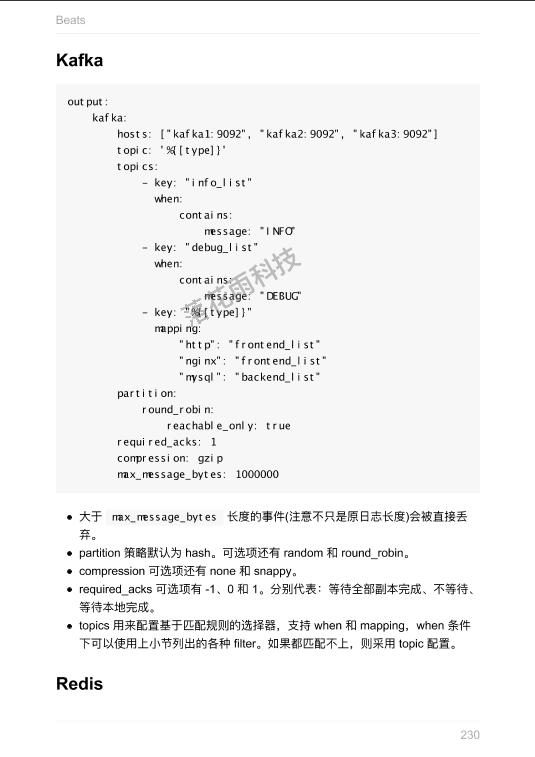 Beats
Kafka
output:
    kafka:
        hosts: ["kafka1:9092", "kafka2:9092", "kafka3:9092"]
        topic: '%{[type]}'
        topics:
            - key: "info_list"
              when:
                  contains:
                      message: "INFO"
            - key: "debug_list"
              when:
                  contains:
                      message: "DEBUG"
            - key: "%{[type]}"
              mapping:
                  "http": "frontend_list"
                  "nginx": "frontend_list"
                  "mysql": "backend_list"
        partition:
            round_robin:
                reachable_only: true
        required_acks: 1
        compression: gzip
        max_message_bytes: 1000000
落花雨科技
● 大于 max_message_bytes 长度的事件(注意不只是原日志长度)会被直接丢
弃。
● partition 策略默认为 hash。可选项还有 random 和 round_robin。
● compression 可选项还有 none 和 snappy。
● required_acks 可选项有 -1、0 和 1。分别代表：等待全部副本完成、不等待、
等待本地完成。
● topics 用来配置基于匹配规则的选择器，支持 when 和 mapping，when 条件
下可以使用上小节列出的各种 filter。如果都匹配不上，则采用 topic 配置。
Redis
230